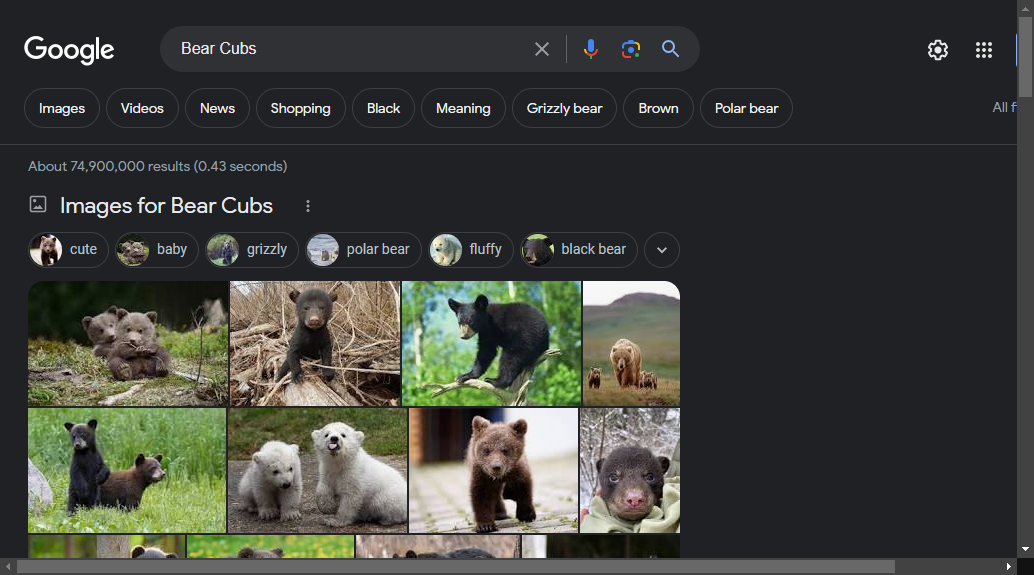 Google Bear Cubs
Images Videos News Shopping Black Meaning Grizzly bear Brown Polar bear All f
About 74,900,000 results (0.43 seconds)
Images for Bear Cubs
cute baby grizzly polar bear fluffy black bear